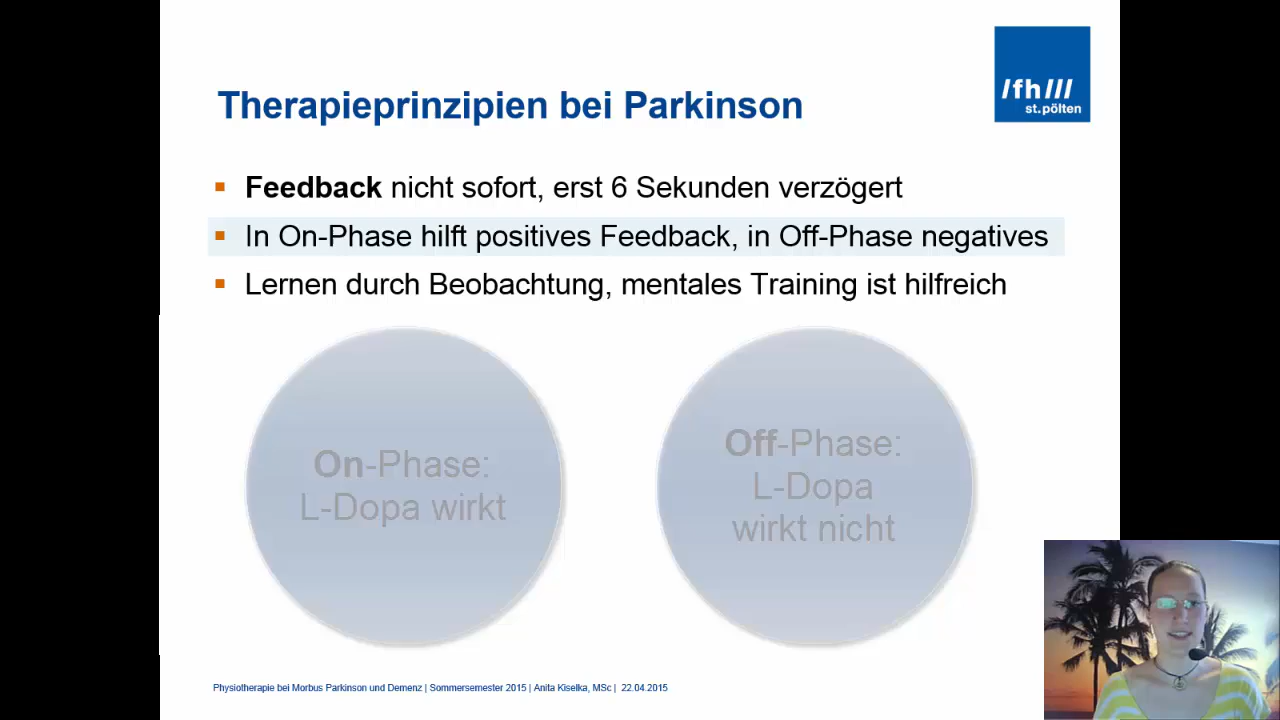 fh
st.pölten
Therapieprinzipien bei Parkinson
Feedback nicht sofort, erst 6 Sekunden verzögert
In On-Phase hilft positives Feedback, in Off-Phase negatives
Lernen durch Beobachtung, mentales Training ist hilfreich
On-Phase:
L-Dopa wirkt
Off-Phase:
L-Dopa
wirkt nicht
Physiotherapie bei Morbus Parkinson und Demenz | Sommersemester 2015 | Anita Kiselka, MSc | 22.04.2015